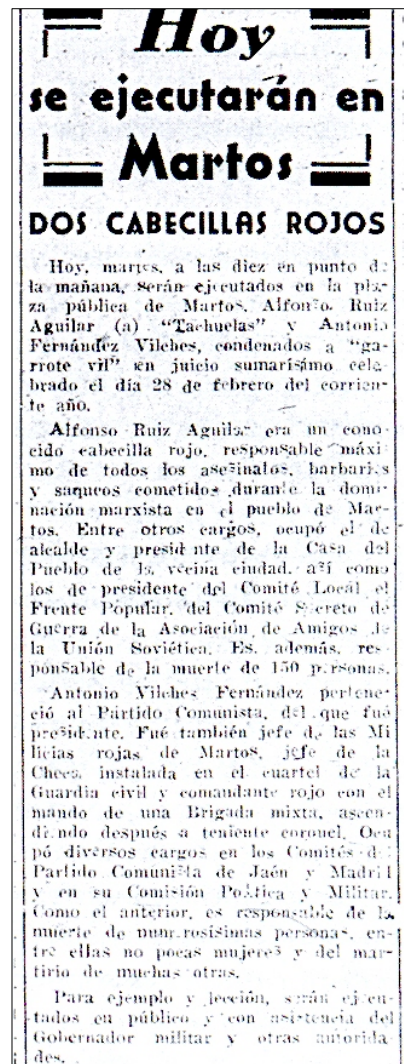 Hoy
se ejecutarán en
Martos
DOS CABECILLAS ROJOS
Hoy, martes, a las diez en punto de
la mañana, serán ejecutados en la pla-
za pública de Martos, Alfonso Ruiz
Aguilar (a) "Tachuelas" y Antonio
Fernández Vilches, condenados a "ga-
rrote vil" en juicio sumarísimo cele-
brado el día 28 de febrero del corrien-
te año.
Alfonso Ruiz Aguilar era un cono-
cido cabecilla rojo, responsable máxi-
mo de todos los asesinatos, barbaries
y saqueos cometidos durante la domi-
nación marxista en el pueblo de Mar-
tos. Entre otros cargos, ocupó el de
alcalde y presidente de la Casa del
Pueblo de la vecina ciudad, así como
los de presidente del Comité Local el
Frente Popular, del Comité Secreto de
Guerra de la Asociación de Amigos de
la Unión Soviética. Es, además, res-
ponsable de la muerte de 150 personas.
Antonio Vilches Fernández pertene-
ció al Partido Comunista, del que fué
presidente. Fué también jefe de las Mi
licias rojas de Martos, jefe de la
Checa instalada en el cuartel de la
Guardia civil y comandante rojo con el
mando de una Brigada mixta, ascen-
diendo después a teniente coronel. Ocu
pó diversos cargos en los Comités del
Partido Comunista de Jaén y Madrid
y en su Comisión Política y Militar.
Como el anterior, es responsable de la
muerte de numerosísimas personas, en-
tre ellas no pocas mujeres y del mar-
tirio de muchas otras.
Para ejemplo y lección, serán ejecu-
tados en público y con asistencia del
Gobernador militar y otras autorida-
des.